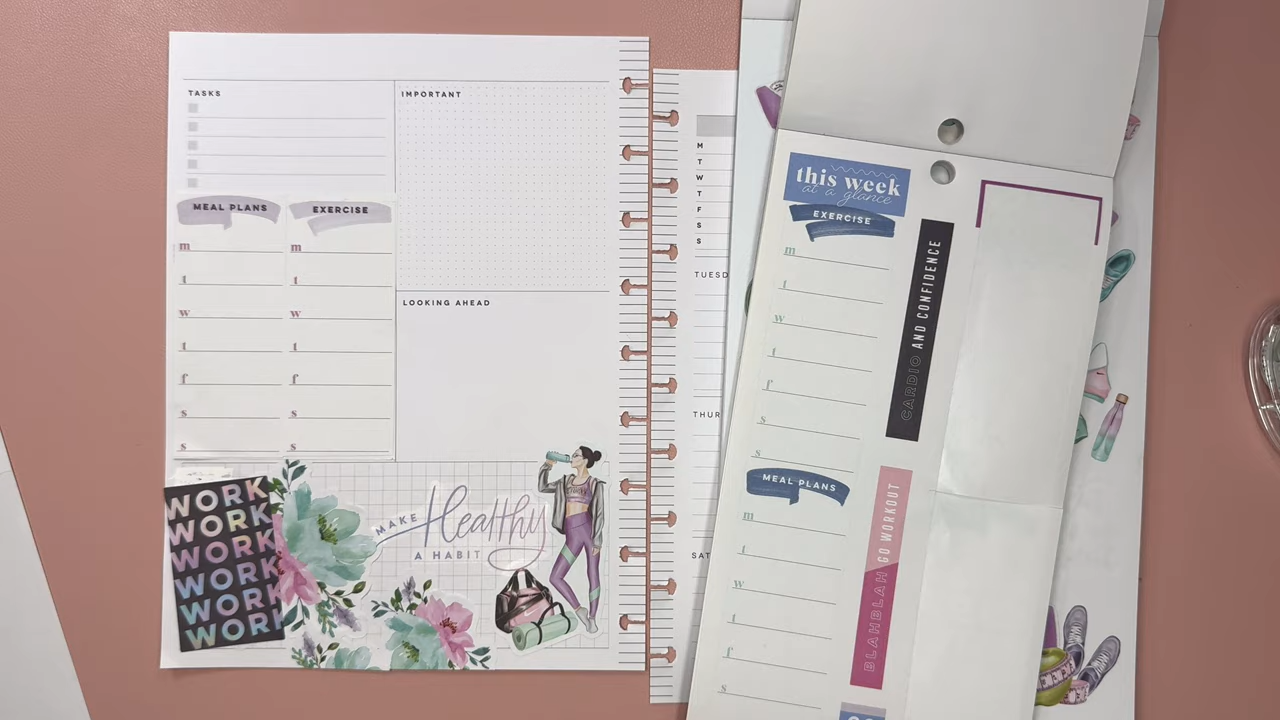 TASKS
IMPORTANT
MEAL PLANS
EXERCISE
m
m
t
t
w
w
t
t
f
f
s
s
s
s
LOOKING AHEAD
WORK
WORK
WORK
WORK
WORK
WORK
MAKE
Healthy
A HABIT
M
T
W
T
F
S
S
TUESD
THUR
SAT
this week
at a glance
EXERCISE
m
t
w
t
f
s
s
MEAL PLANS
m
t
w
t
f
s
CARDIO AND CONFIDENCE
BLAHBLAH GO WORKOUT